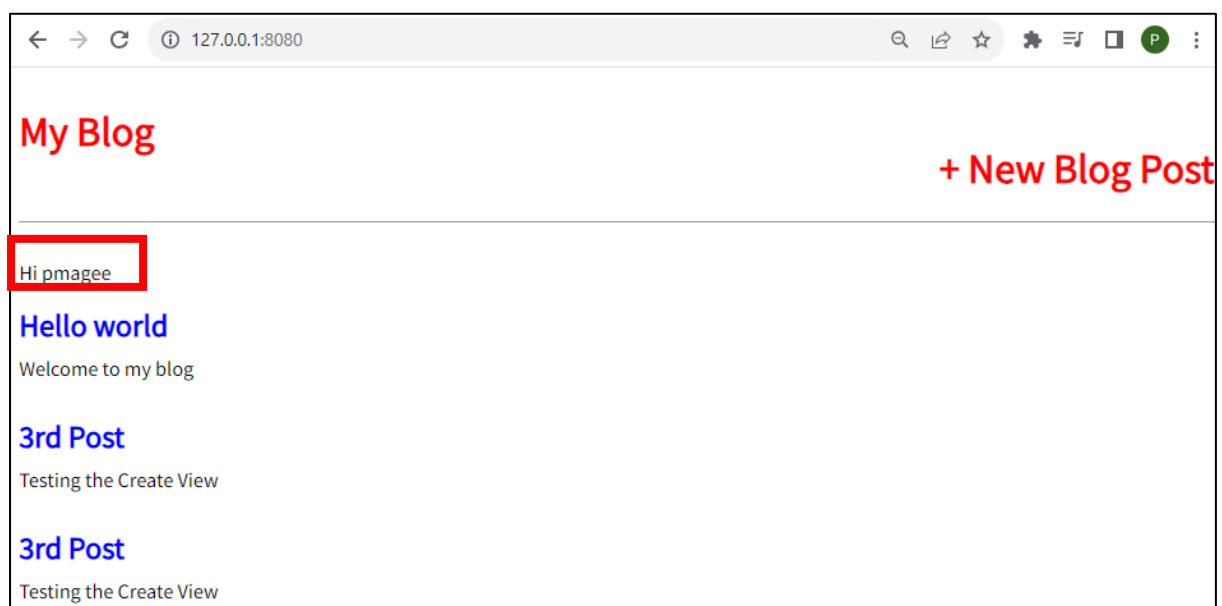 127.0.0.1:8080
P
My Blog
+ New Blog Post
Hi pmagee
Hello world
Welcome to my blog
3rd Post
Testing the Create View
3rd Post
Testing the Create View